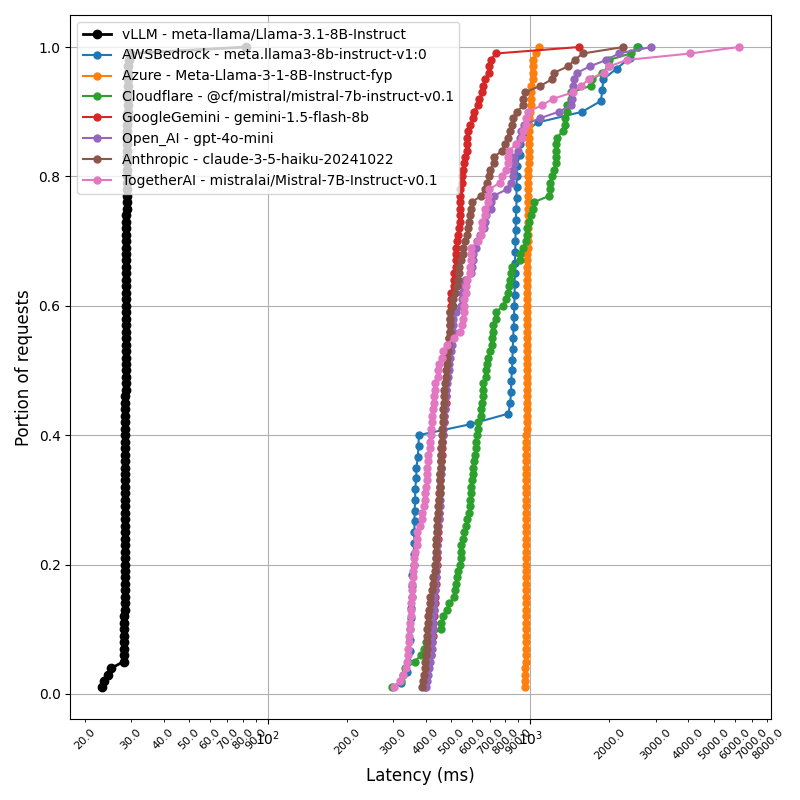 vLLM - meta-llama/Llama-3.1-8B-Instruct
AWSBedrock - meta.llama3-8b-instruct-v1:0
Azure - Meta-Llama-3-1-8B-Instruct-fyp
Cloudflare - @cf/mistral/mistral-7b-instruct-v0.1
GoogleGemini - gemini-1.5-flash-8b
Open_AI - gpt-4o-mini
Anthropic - claude-3-5-haiku-20241022
TogetherAI - mistralai/Mistral-7B-Instruct-v0.1
Portion of requests
1.0
0.8
0.6
0.4
0.2
0.0
20.0 30.0 40.0 50.0 60.0 70.0 80.0 10² 200.0 300.0 400.0 500.0 600.0 700.0 800.0 900.0 10³ 2000.0 3000.0 4000.0 5000.0 6000.0 7000.0 8000.0
Latency (ms)